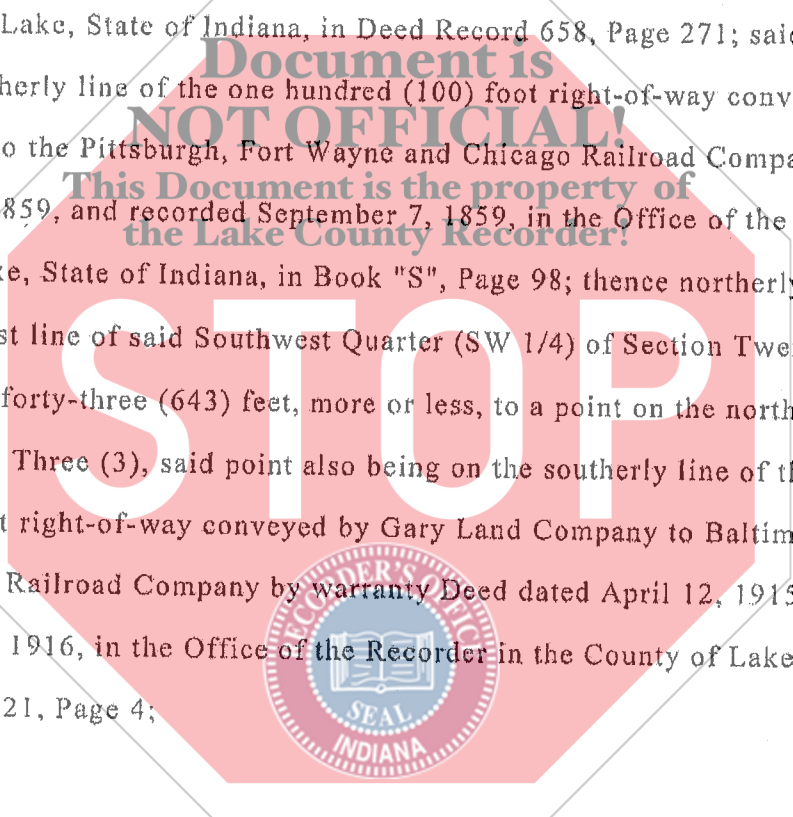 Lake, State of Indiana, in Deed Record 658, Page 271; said
Document is
herly line of the one hundred (100) foot right-of-way conv
NOT OFFICIAL!
o the Pittsburgh, Fort Wayne and Chicago Railroad Compa
This Document is the property of
859, and recorded September 7, 1859, in the Office of the
the Lake County Recorder!
e, State of Indiana, in Book "S", Page 98; thence northerly
st line of said Southwest Quarter (SW 1/4) of Section Twe
STOP
forty-three (643) feet, more or less, to a point on the north
Three (3), said point also being on the southerly line of th
t right-of-way conveyed by Gary Land Company to Baltim
Railroad Company by warranty Deed dated April 12, 1915
1916, in the Office of the Recorder in the County of Lake
21, Page 4;
RECORDER'S OFFICE
SEAL
INDIANA